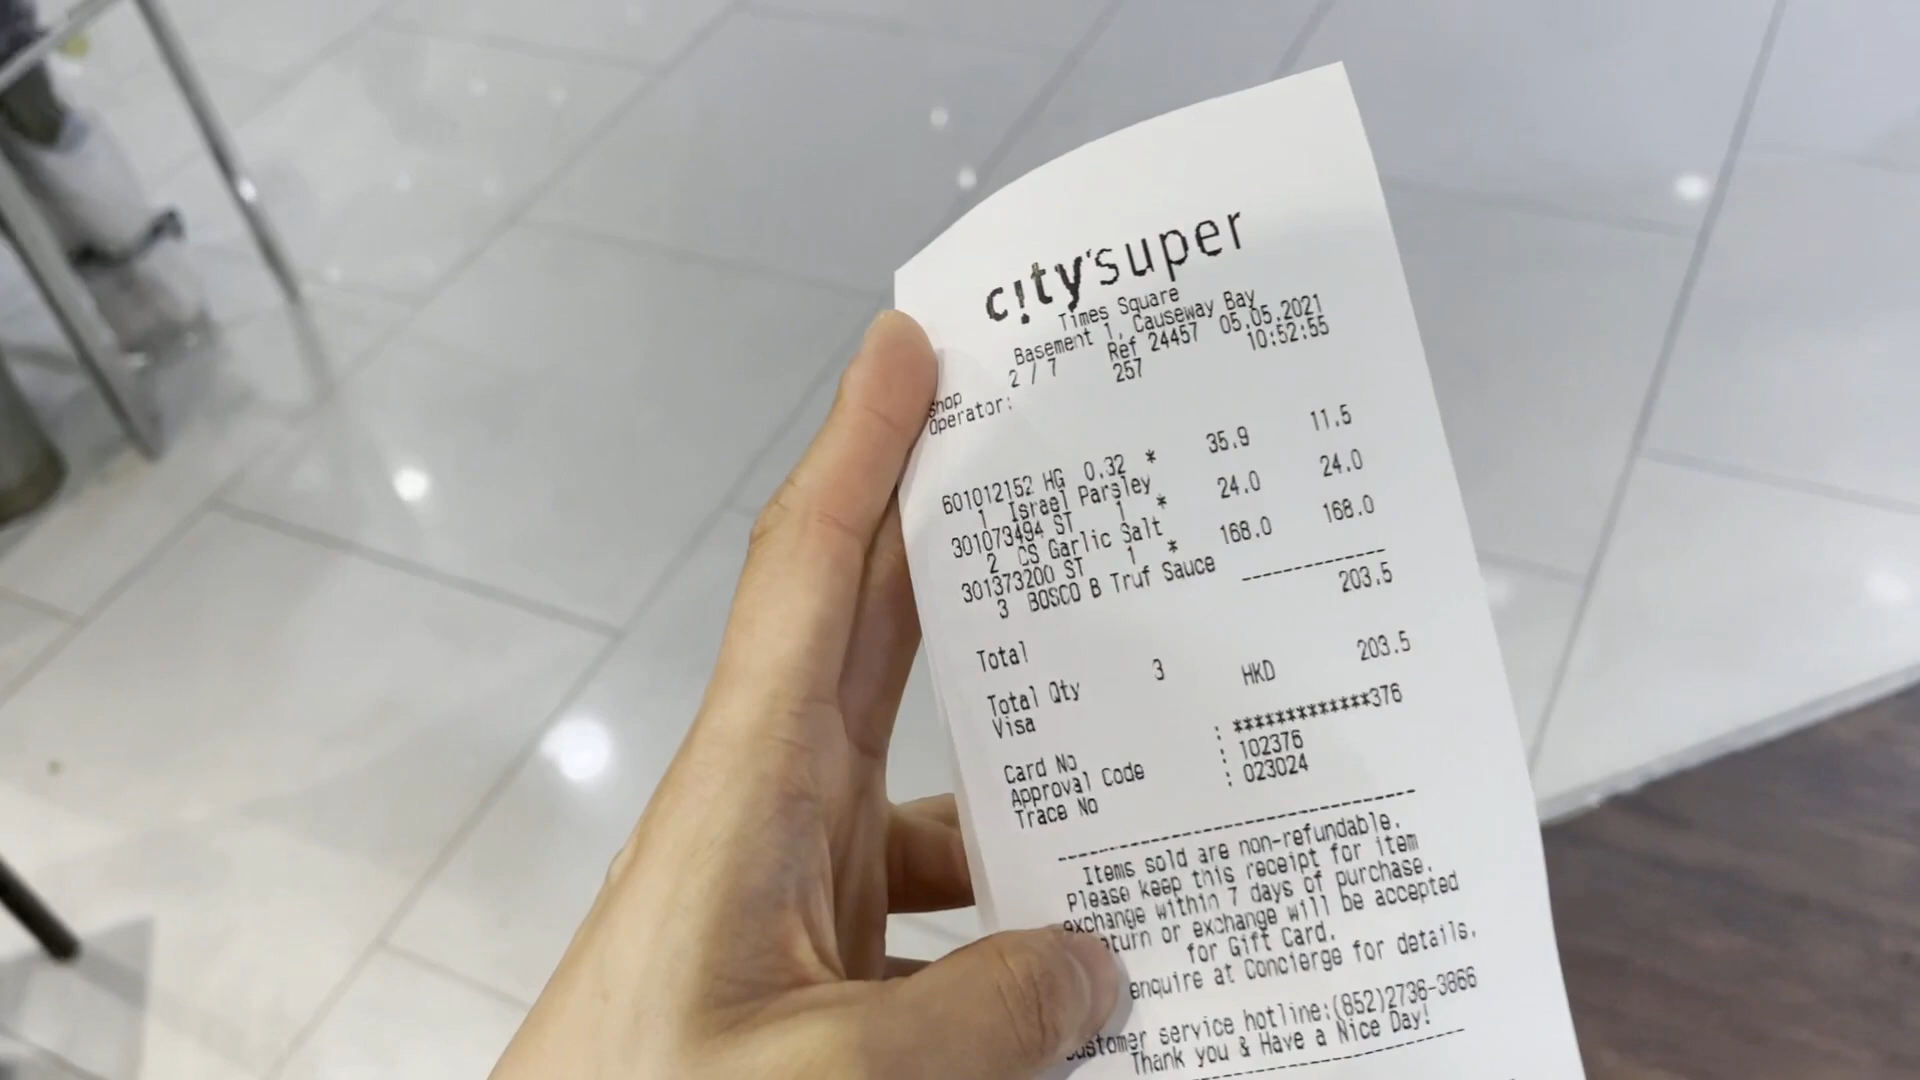 c!ty'super
Times Square
Basement 1, Causeway Bay
Shop 2 / 7 Ref 24457 05.05.2021
Operator: 257 10:52:55
601012152 HG 0.32 * 35.9 11.5
1 Israel Parsley
301073494 ST 1 * 24.0 24.0
2 CS Garlic Salt
301373200 ST 1 * 168.0 168.0
3 BOSCO B Truf Sauce
Total 203.5
Total Qty 3
Visa HKD 203.5
Card No : *************376
Approval Code : 102376
Trace No : 023024
Items sold are non-refundable.
Please keep this receipt for item
exchange within 7 days of purchase.
or exchange will be accepted
for Gift Card.
enquire at Concierge for details.
Customer service hotline:(852)2736-3866
Thank you & Have a Nice Day!